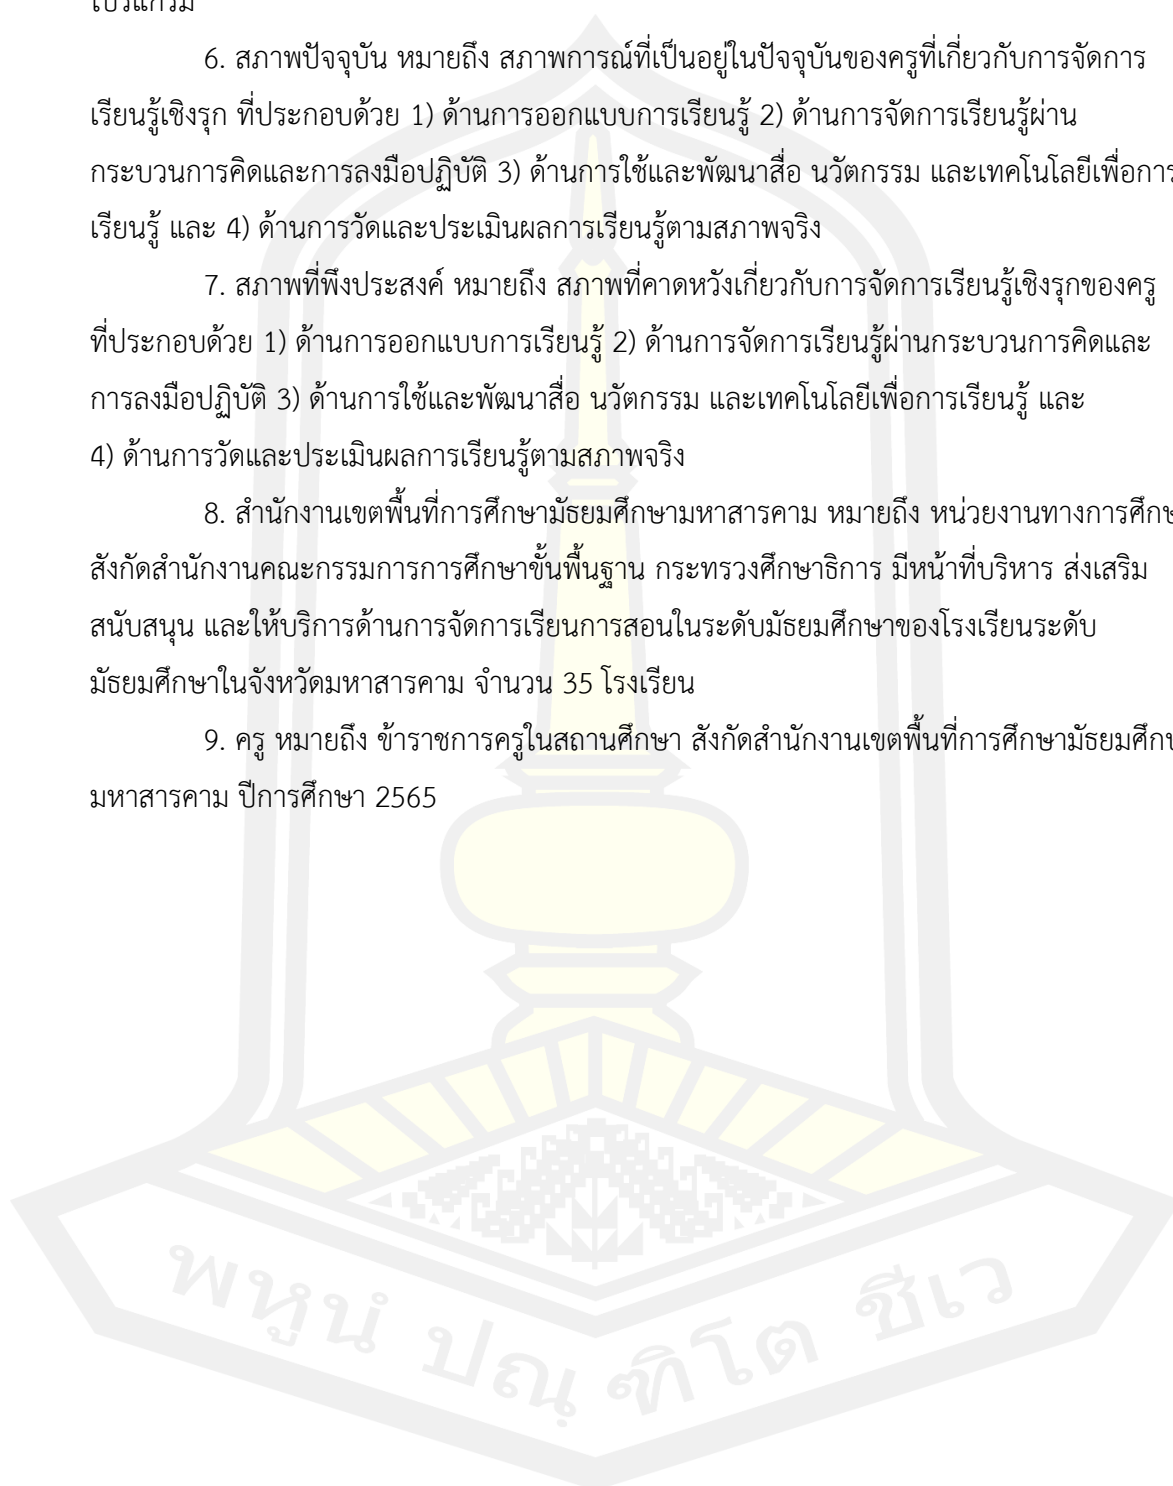 โปรแกรม
6. สภาพปัจจุบัน หมายถึง สภาพการณ์ที่เป็นอยู่ในปัจจุบันของครูที่เกี่ยวกับการจัดการ
เรียนรู้เชิงรุก ที่ประกอบด้วย 1) ด้านการออกแบบการเรียนรู้ 2) ด้านการจัดการเรียนรู้ผ่าน
กระบวนการคิดและการลงมือปฏิบัติ 3) ด้านการใช้และพัฒนาสื่อ นวัตกรรม และเทคโนโลยีเพื่อการ
เรียนรู้ และ 4) ด้านการวัดและประเมินผลการเรียนรู้ตามสภาพจริง
7. สภาพที่พึงประสงค์ หมายถึง สภาพที่คาดหวังเกี่ยวกับการจัดการเรียนรู้เชิงรุกของครู
ที่ประกอบด้วย 1) ด้านการออกแบบการเรียนรู้ 2) ด้านการจัดการเรียนรู้ผ่านกระบวนการคิดและ
การลงมือปฏิบัติ 3) ด้านการใช้และพัฒนาสื่อ นวัตกรรม และเทคโนโลยีเพื่อการเรียนรู้ และ
4) ด้านการวัดและประเมินผลการเรียนรู้ตามสภาพจริง
8. สำนักงานเขตพื้นที่การศึกษามัธยมศึกษามหาสารคาม หมายถึง หน่วยงานทางการศึกษ
สังกัดสำนักงานคณะกรรมการการศึกษาขั้นพื้นฐาน กระทรวงศึกษาธิการ มีหน้าที่บริหาร ส่งเสริม
สนับสนุน และให้บริการด้านการจัดการเรียนการสอนในระดับมัธยมศึกษาของโรงเรียนระดับ
มัธยมศึกษาในจังหวัดมหาสารคาม จำนวน 35 โรงเรียน
9. ครู หมายถึง ข้าราชการครูในสถานศึกษา สังกัดสำนักงานเขตพื้นที่การศึกษามัธยมศึกษ
มหาสารคาม ปีการศึกษา 2565
พหูนํ ปณฺฑิโต ชีเว